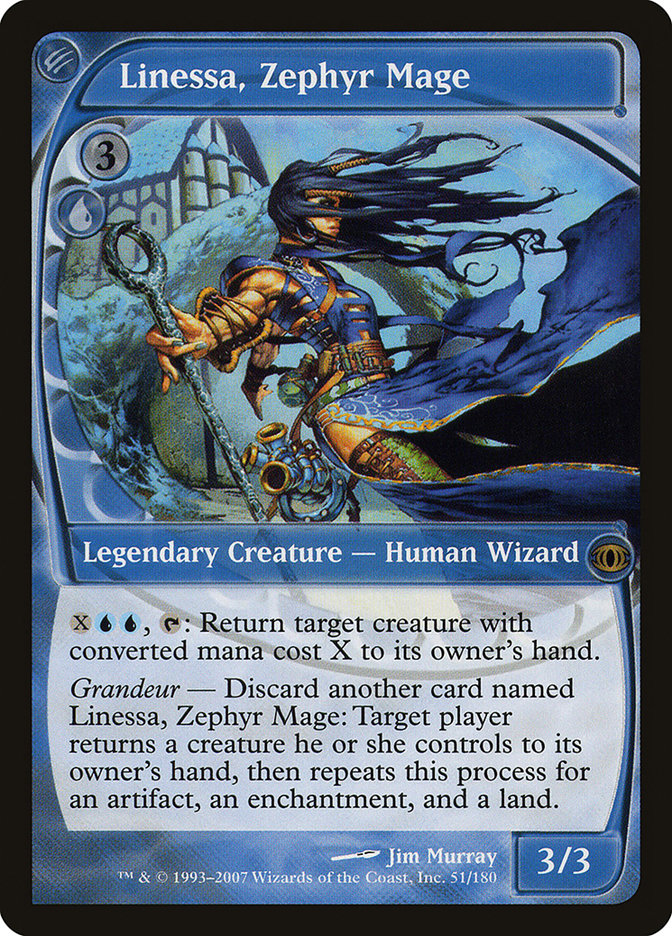 Linessa, Zephyr Mage
3
Legendary Creature — Human Wizard
X, : Return target creature with
converted mana cost X to its owner's hand.
Grandeur — Discard another card named
Linessa, Zephyr Mage: Target player
returns a creature he or she controls to its
owner's hand, then repeats this process for
an artifact, an enchantment, and a land.
Jim Murray
3/3
™ & © 1993–2007 Wizards of the Coast, Inc. 51/180